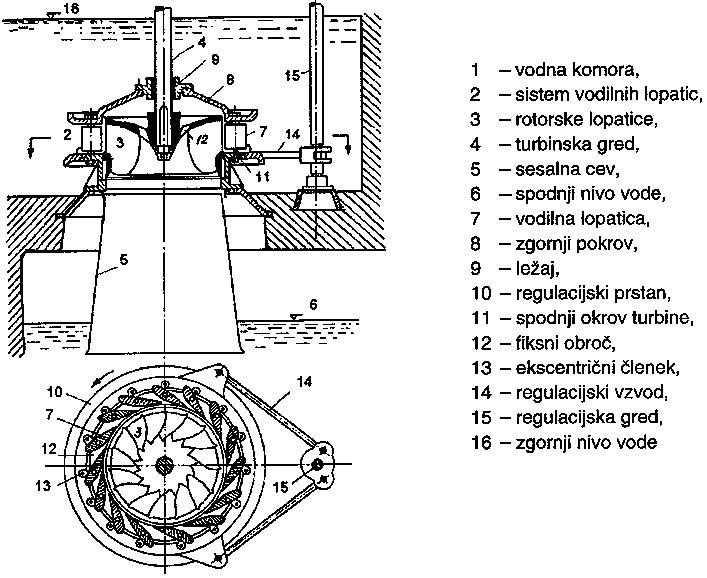 16
4
9
8
15
2
3
f2
7
14
11
5
6
10
14
7
3
12
13
15
1 – vodna komora,
2 – sistem vodilnih lopatic,
3 – rotorske lopatice,
4 – turbinska gred,
5 – sesalna cev,
6 – spodnji nivo vode,
7 – vodilna lopatica,
8 – zgornji pokrov,
9 – ležaj,
10 – regulacijski prstan,
11 – spodnji okrov turbine,
12 – fiksni obroč,
13 – ekscentrični členek,
14 – regulacijski vzvod,
15 – regulacijska gred,
16 – zgornji nivo vode